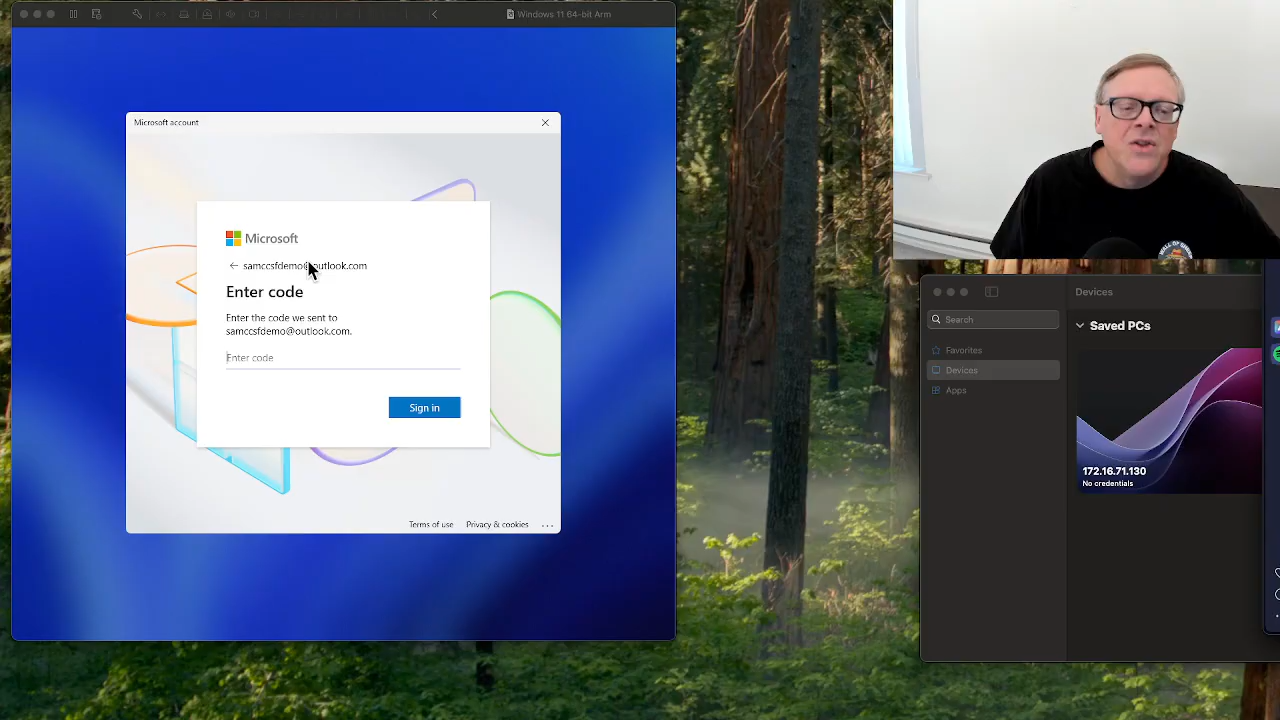 Windows 11 64-bit Arm
Microsoft account
Microsoft
samccsfdemo@outlook.com
Enter code
Enter the code we sent to
samccsfdemo@outlook.com.
Enter code
Sign in
Terms of use
Privacy & cookies
Devices
Search
Saved PCs
Favorites
Devices
Apps
172.16.71.130
No credentials